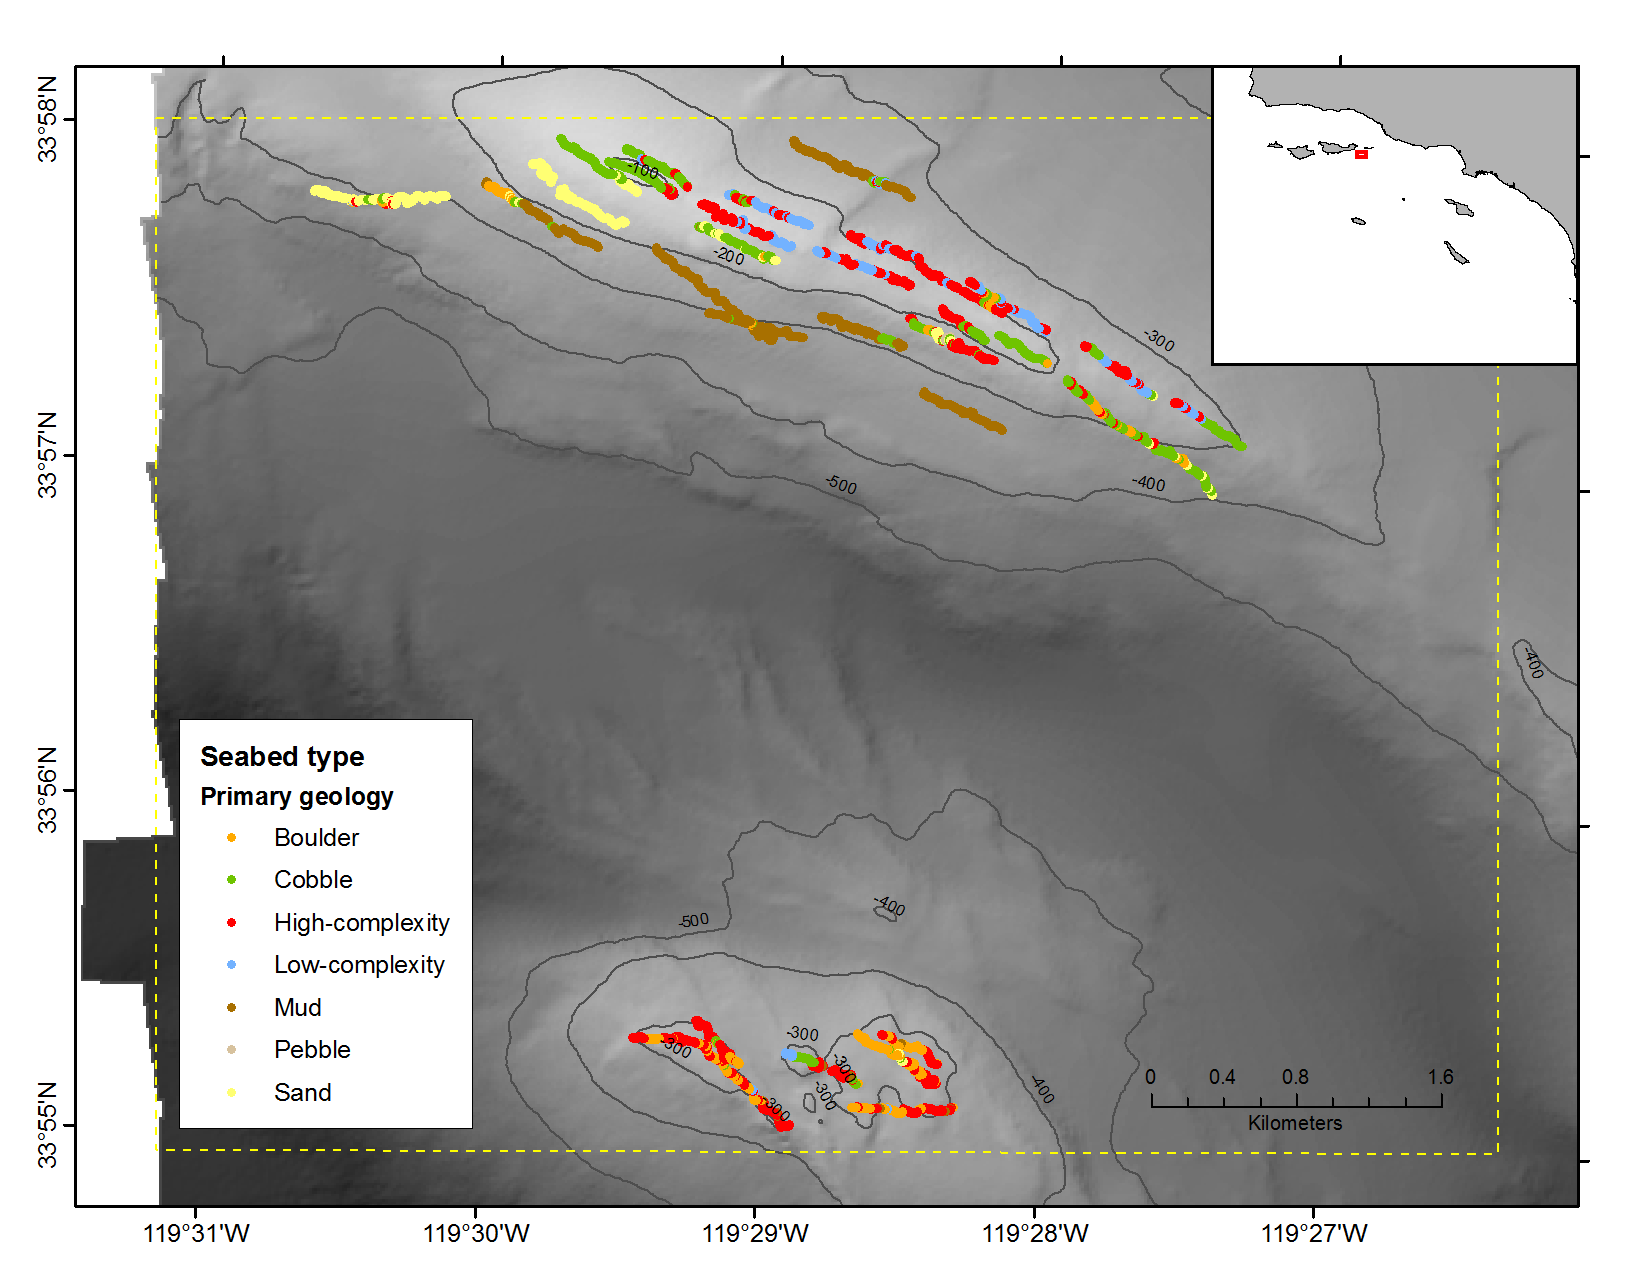 33°58'N
33°57'N
33°56'N
33°55'N
-100
-200
-300
-400
-500
-400
-400
-500
-300
-300
-300
-300
-300
-400
Seabed type
Primary geology
Boulder
Cobble
High-complexity
Low-complexity
Mud
Pebble
Sand
0 0.4 0.8 1.6
Kilometers
119°31'W 119°30'W 119°29'W 119°28'W 119°27'W